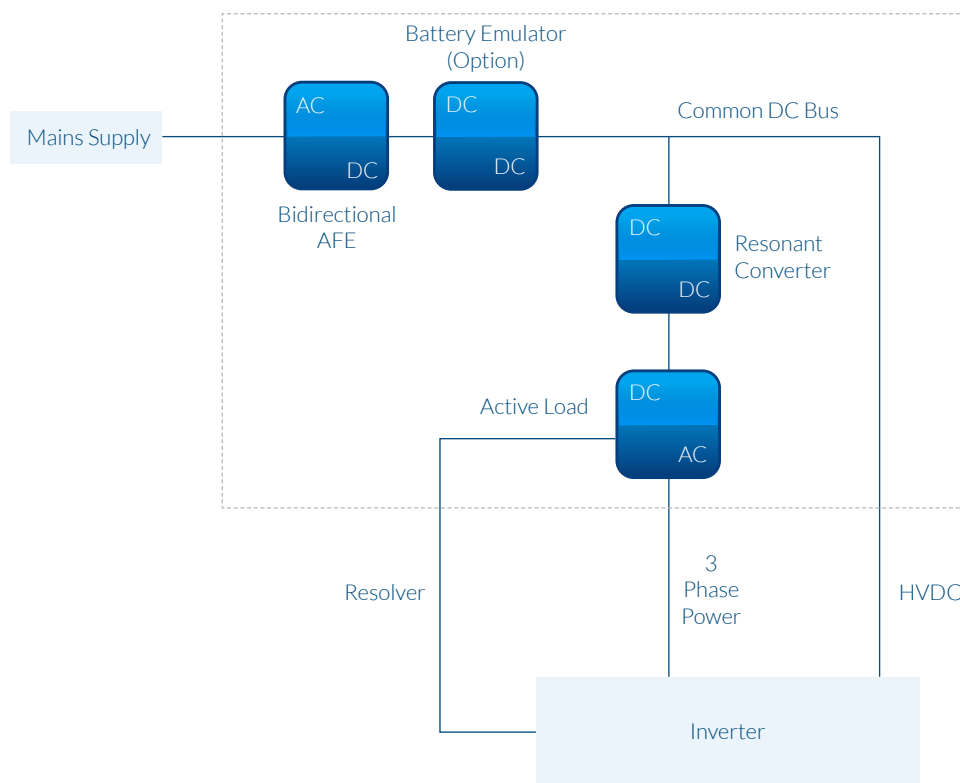 Battery Emulator
(Option)
AC
DC
DC
DC
Common DC Bus
Mains Supply
Bidirectional
AFE
DC
DC
Resonant
Converter
Active Load
DC
AC
Resolver
3
Phase
Power
HVDC
Inverter